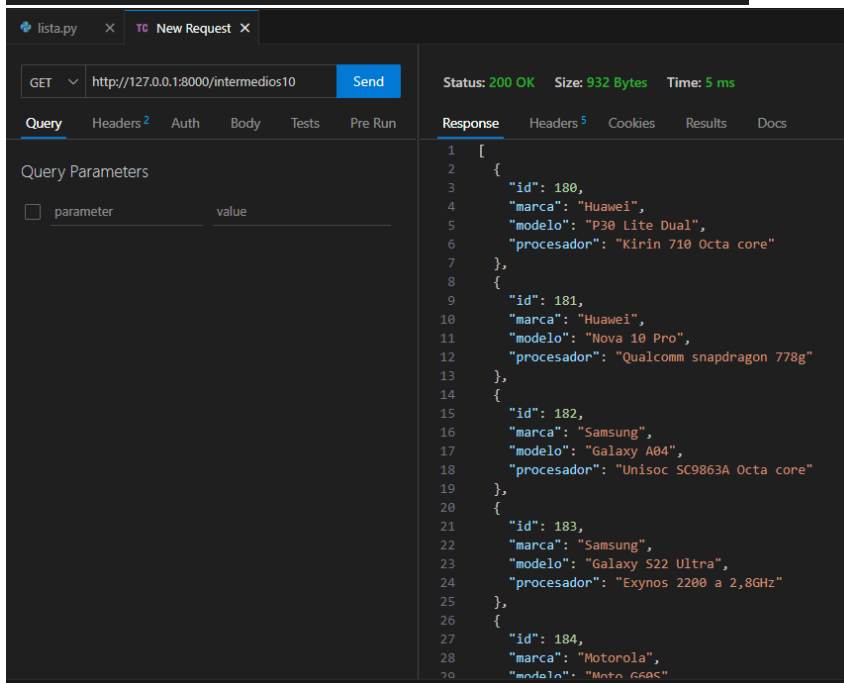 lista.py
TC New Request
GET http://127.0.0.1:8000/intermedios10 Send
Query Headers 2 Auth Body Tests Pre Run
Query Parameters
parameter value
Status: 200 OK Size: 932 Bytes Time: 5 ms
Response Headers 5 Cookies Results Docs
1 [
2 {
3 "id": 180,
4 "marca": "Huawei",
5 "modelo": "P30 Lite Dual",
6 "procesador": "Kirin 710 Octa core"
7 },
8 {
9 "id": 181,
10 "marca": "Huawei",
11 "modelo": "Nova 10 Pro",
12 "procesador": "Qualcomm snapdragon 778g"
13 },
14 {
15 "id": 182,
16 "marca": "Samsung",
17 "modelo": "Galaxy A04",
18 "procesador": "Unisoc SC9863A Octa core"
19 },
20 {
21 "id": 183,
22 "marca": "Samsung",
23 "modelo": "Galaxy S22 Ultra",
24 "procesador": "Exynos 2200 a 2,8GHz"
25 },
26 {
27 "id": 184,
28 "marca": "Motorola",
29 "modelo": "Moto G60S"